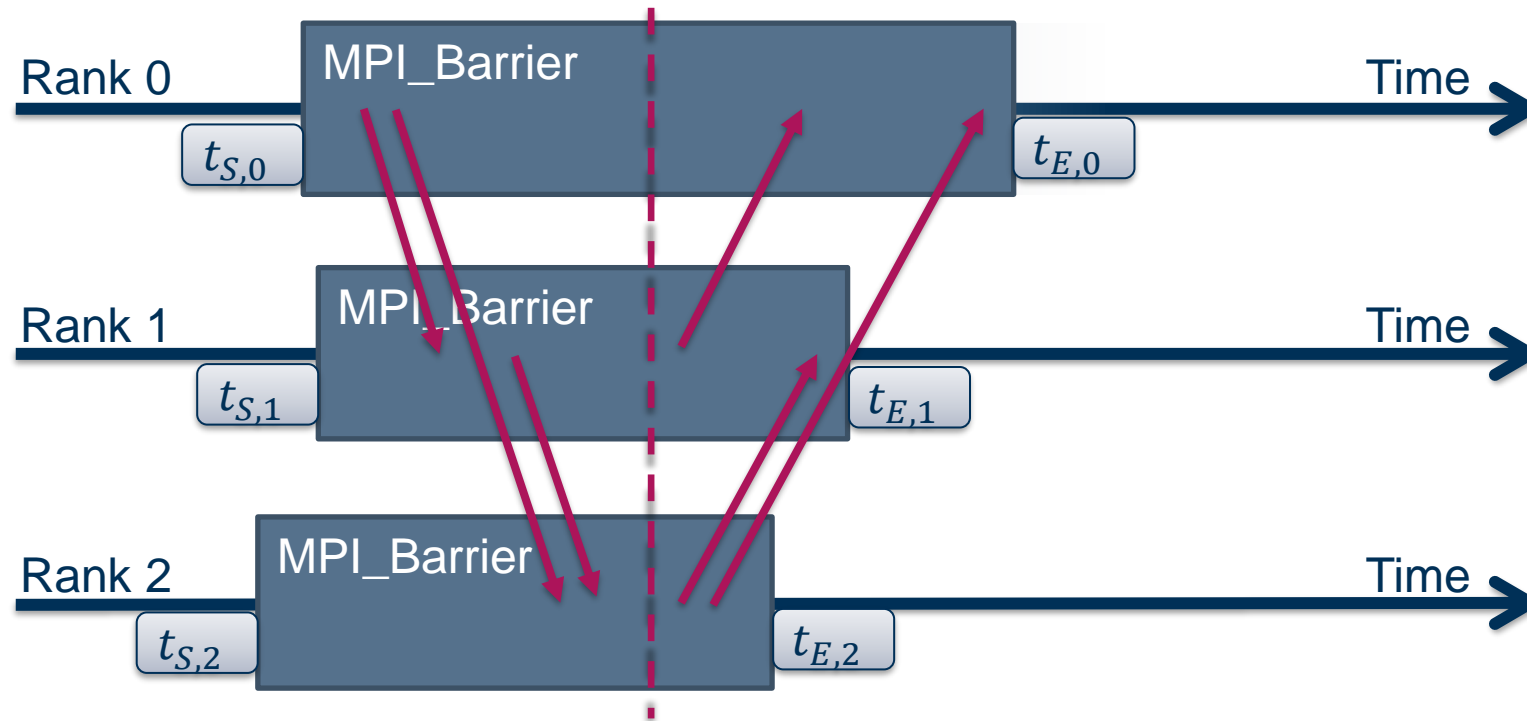 MPI_Barrier
Rank 0
Time
t_{S,0}
t_{E,0}
MPI_Barrier
Rank 1
Time
t_{S,1}
t_{E,1}
MPI_Barrier
Rank 2
Time
t_{S,2}
t_{E,2}